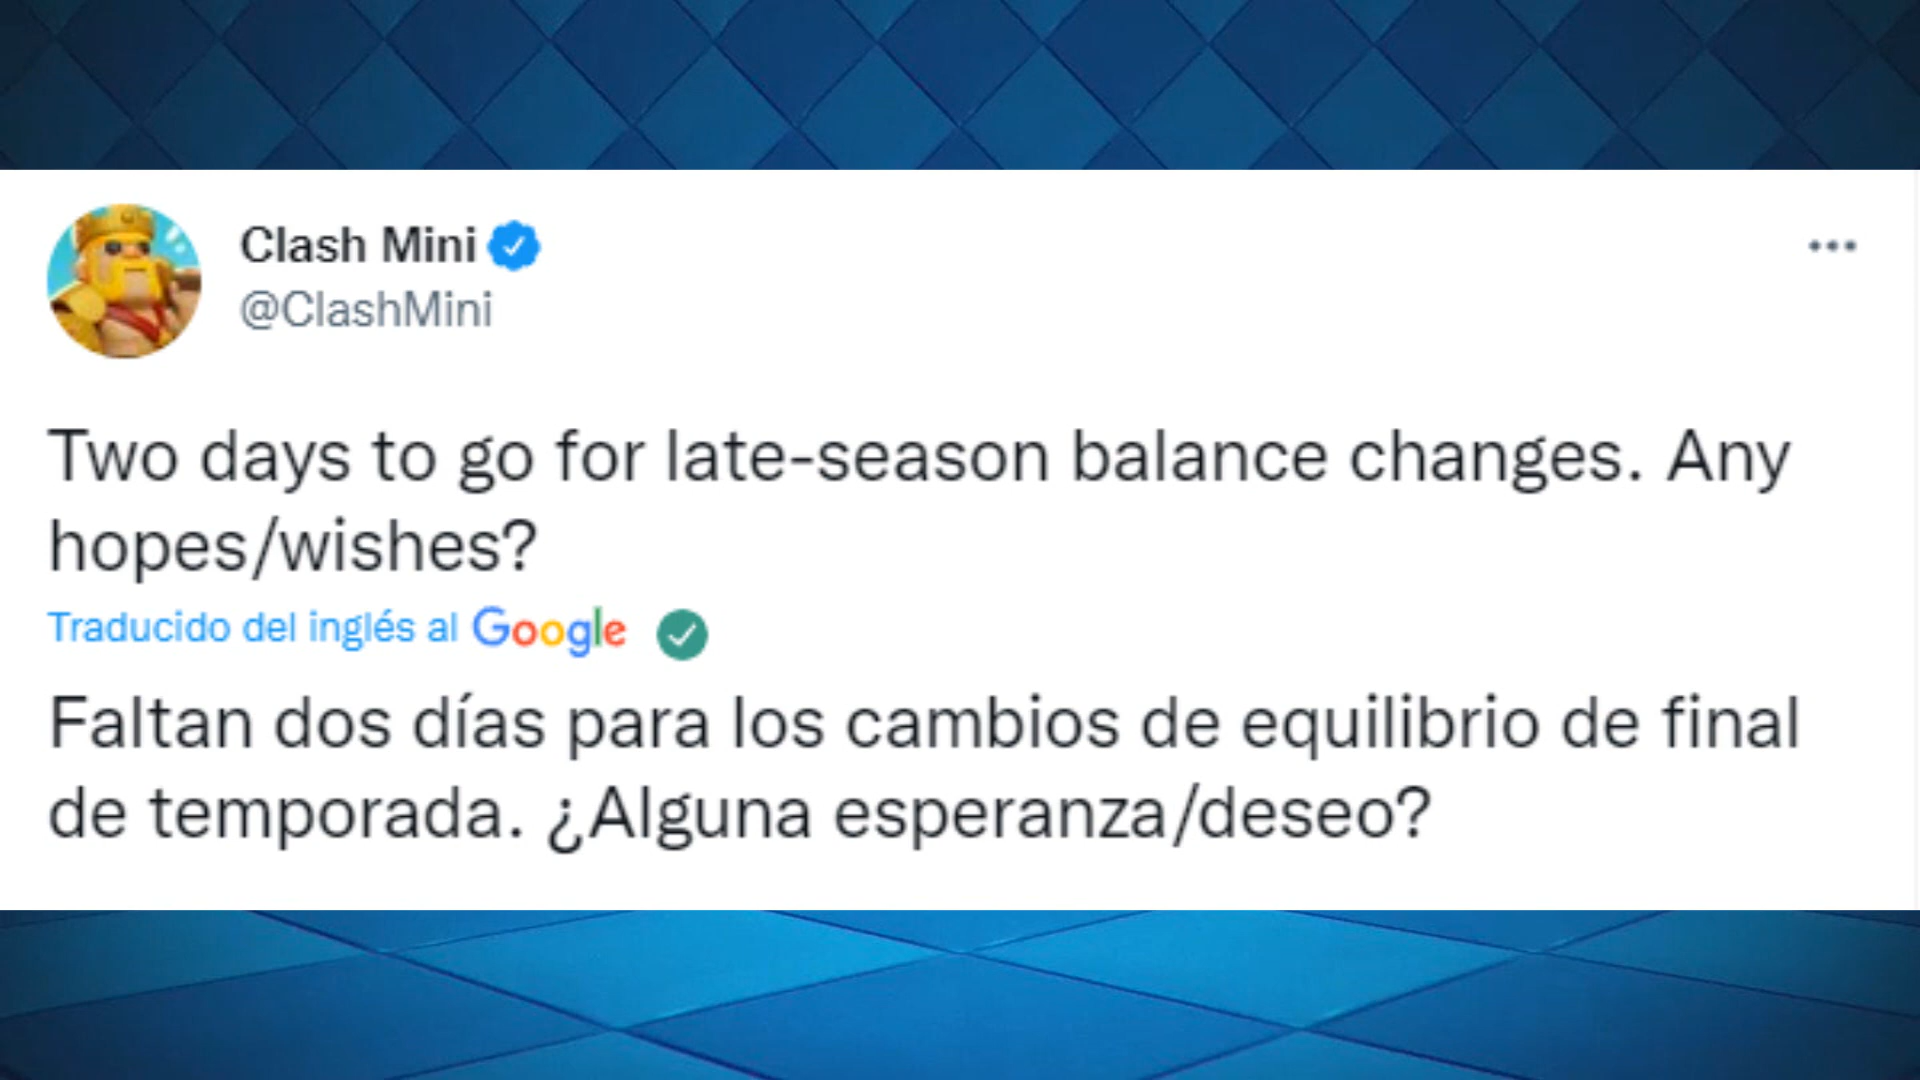 Clash Mini
@ClashMini
Two days to go for late-season balance changes. Any
hopes/wishes?
Traducido del inglés al Google
Faltan dos días para los cambios de equilibrio de final
de temporada. ¿Alguna esperanza/deseo?